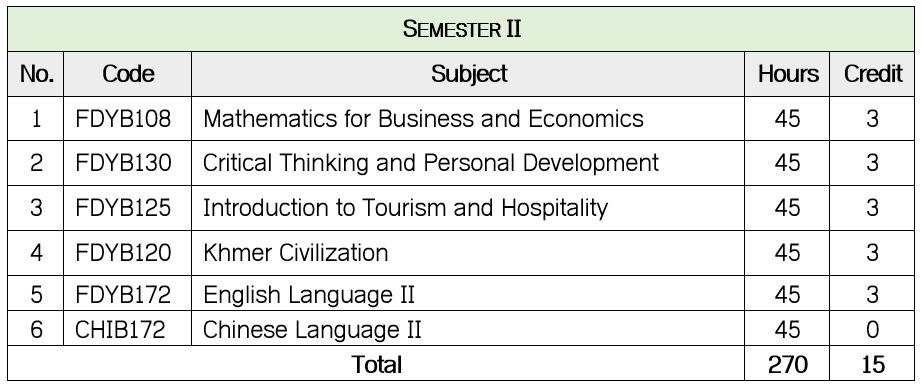 SEMESTER II
No. Code Subject Hours Credit
1 FDYB108 Mathematics for Business and Economics 45 3
2 FDYB130 Critical Thinking and Personal Development 45 3
3 FDYB125 Introduction to Tourism and Hospitality 45 3
4 FDYB120 Khmer Civilization 45 3
5 FDYB172 English Language II 45 3
6 CHIB172 Chinese Language II 45 0
Total 270 15